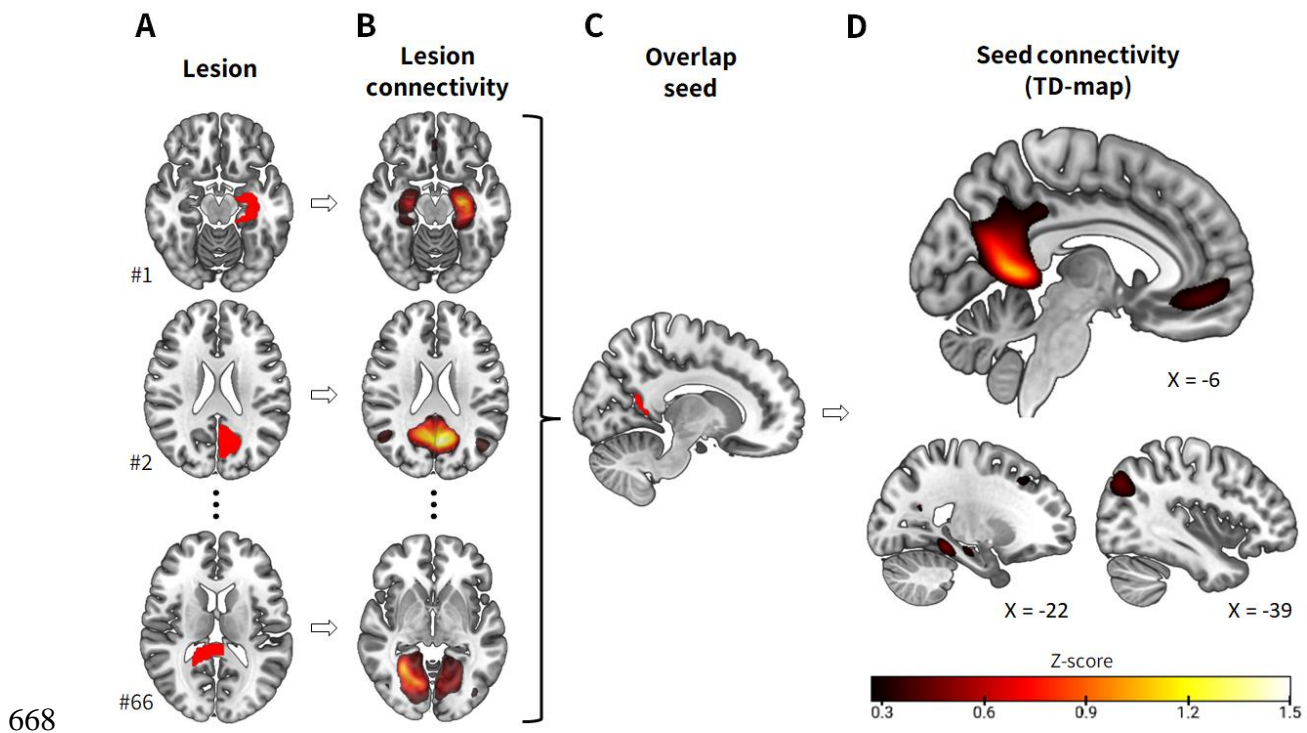 A
B
C
D
Lesion
Lesion
connectivity
Overlap
seed
Seed connectivity
(TD-map)
#1
X = -6
#2
X = -22
X = -39
Z-score
#66
0.3 0.6 0.9 1.2 1.5
668